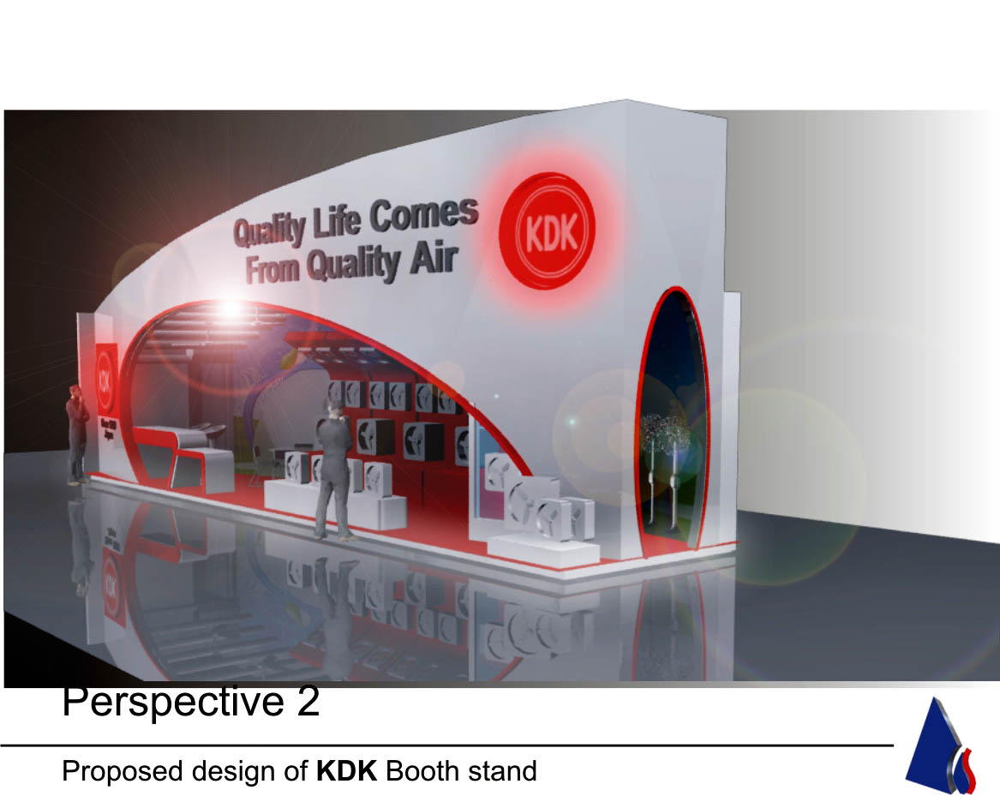 Quality Life Comes
From Quality Air
KDK
KDK
Perspective 2
Proposed design of KDK Booth stand